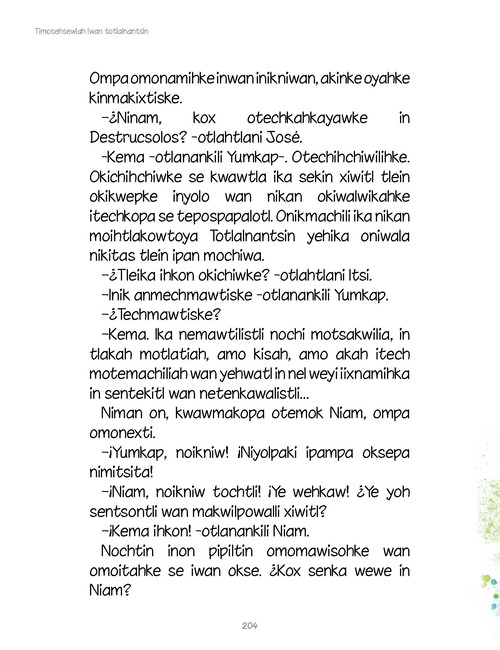 Timosehsewiah iwan totlalnantsin
Ompa omonamihke inwan inikniwan, akinke oyahke
kinmakixtiske.
–¿Ninam, kox otechkahkayawke in
Destrucsolos? -otlahtlani José.
-Kema -otlanankili Yumkap-. Otechihchiwilihke.
Okichihchiwke se kwawtla ika sekin xiwitl tlein
okikwepke inyolo wan nikan okiwalwikahke
itechkopa se tepospapalotl. Onikmachili ika nikan
moihtlakowtoya Totlalnantsin yehika oniwala
nikitas tlein ipan mochiwa.
–¿Tleika ihkon okichiwke? -otlahtlani Itsi.
–Inik anmechmawtiske -otlanankili Yumkap.
–¿Techmawtiske?
–Kema. Ika nemawtilistli nochi motsakwilia, in
tlakah motlatiah, amo kisah, amo akah itech
motemachiliah wan yehwatl in nel weyi iixnamihka
in sentekitl wan netenkawalistli...
Niman on, kwawmakopa otemok Niam, ompa
omonexti.
–¡Yumkap, noikniw! ¡Niyolpaki ipampa oksepa
nimitsita!
–¡Niam, noikniw tochtli! ¡Ye wehkaw! ¿Ye yoh
sentsontli wan makwilpowalli xiwitl?
–¡Kema ihkon! -otlanankili Niam.
Nochtin inon pipiltin omomawisohke wan
omoitahke se iwan okse. ¿Kox senka wewe in
Niam?
204